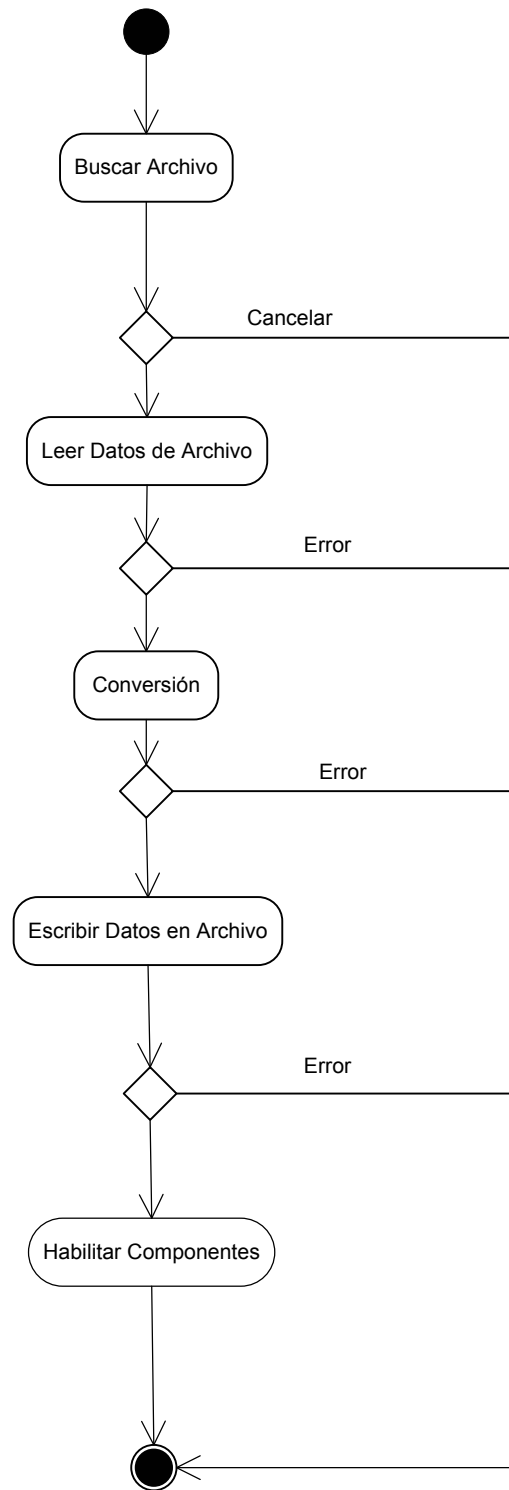 Buscar Archivo
Cancelar
Leer Datos de Archivo
Error
Conversión
Error
Escribir Datos en Archivo
Error
Habilitar Componentes